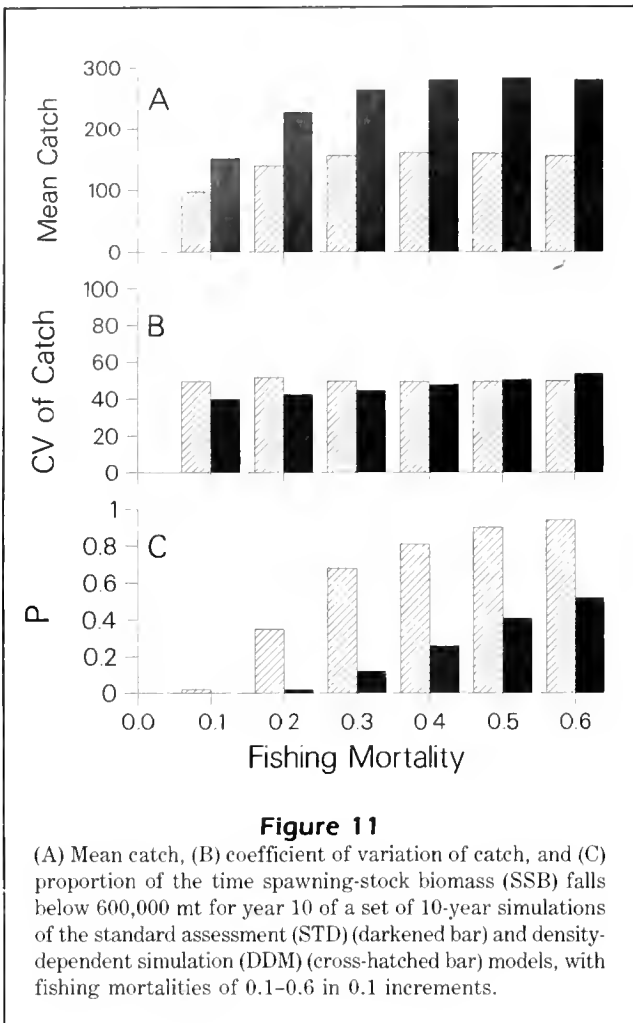 300
A
200
100
0
Mean Catch
100
B
80
60
40
20
0
CV of Catch
1
C
0.8
0.6
0.4
0.2
0
P
0.0 0.1 0.2 0.3 0.4 0.5 0.6
Fishing Mortality
Figure 11
(A) Mean catch, (B) coefficient of variation of catch, and (C)
proportion of the time spawning-stock biomass (SSB) falls
below 600,000 mt for year 10 of a set of 10-year simulations
of the standard assessment (STD) (darkened bar) and density-
dependent simulation (DDM) (cross-hatched bar) models, with
fishing mortalities of 0.1–0.6 in 0.1 increments.